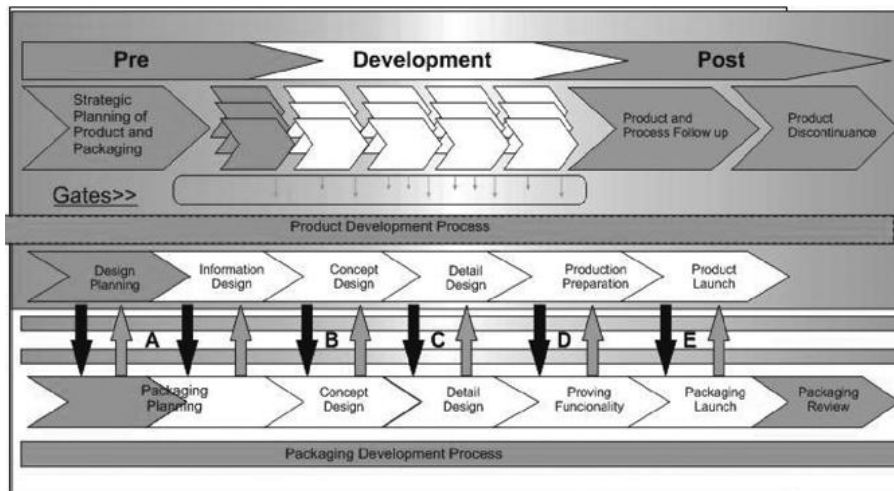 Pre
Development
Post
Strategic
Planning of
Product and
Packaging
Product and
Process Follow up
Product
Discontinuance
Gates>>
Product Development Process
Design
Planning
Information
Design
Concept
Design
Detail
Design
Production
Preparation
Product
Launch
A
B
C
D
E
Packaging
Planning
Concept
Design
Detail
Design
Proving
Funcionality
Packaging
Launch
Packaging
Review
Packaging Development Process